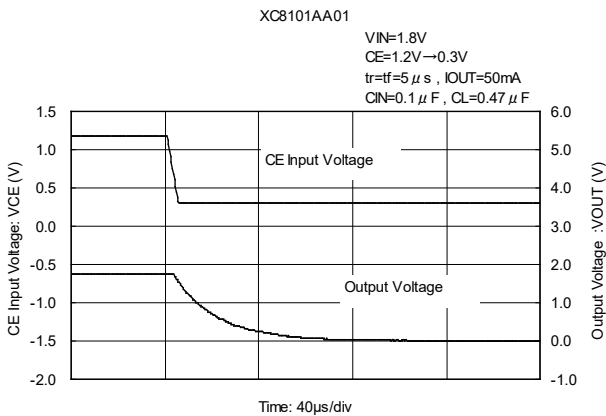 XC8101AA01
VIN=1.8V
CE=1.2V→0.3V
tr=tf=5μs , IOUT=50mA
CIN=0.1μF , CL=0.47μF
CE Input Voltage: VCE (V)
1.5
1.0
0.5
0.0
-0.5
-1.0
-1.5
-2.0
CE Input Voltage
Output Voltage
6.0
5.0
4.0
3.0
2.0
1.0
0.0
-1.0
Output Voltage :VOUT (V)
Time: 40μs/div